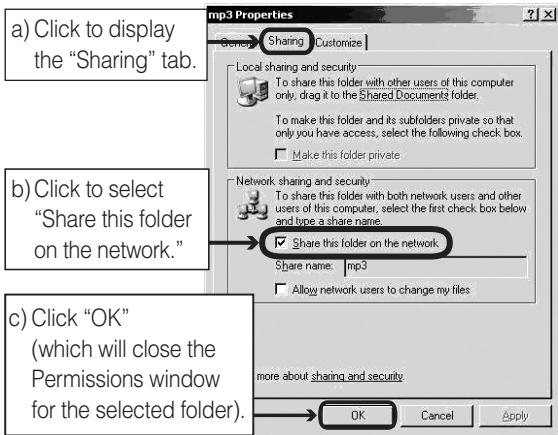 mp3 Properties
a) Click to display
the “Sharing” tab.
General
Sharing
Customize
Local sharing and security
To share this folder with other users of this computer
only, drag it to the Shared Documents folder.
To make this folder and its subfolders private so that
only you have access, select the following check box.
Make this folder private
b) Click to select
“Share this folder
on the network.”
Network sharing and security
To share this folder with both network users and other
users of this computer, select the first check box below
and type a share name.
Share this folder on the network
Share name: mp3
Allow network users to change my files
c) Click “OK”
(which will close the
Permissions window
for the selected folder).
more about sharing and security.
OK
Cancel
Apply